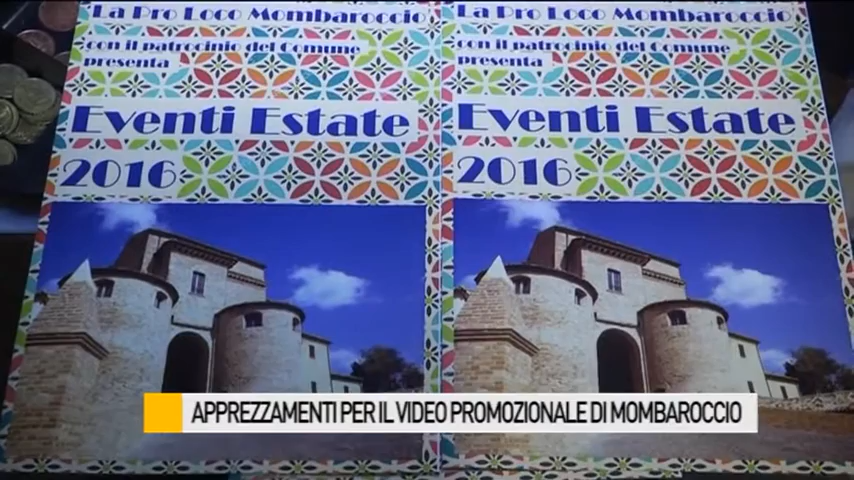 La Pro Loco Mombaroccio
con il patrocinio del Comune
presenta
Eventi Estate
2016
La Pro Loco Mombaroccio
con il patrocinio del Comune
presenta
Eventi Estate
2016
APPREZZAMENTI PER IL VIDEO PROMOZIONALE DI MOMBAROCCIO